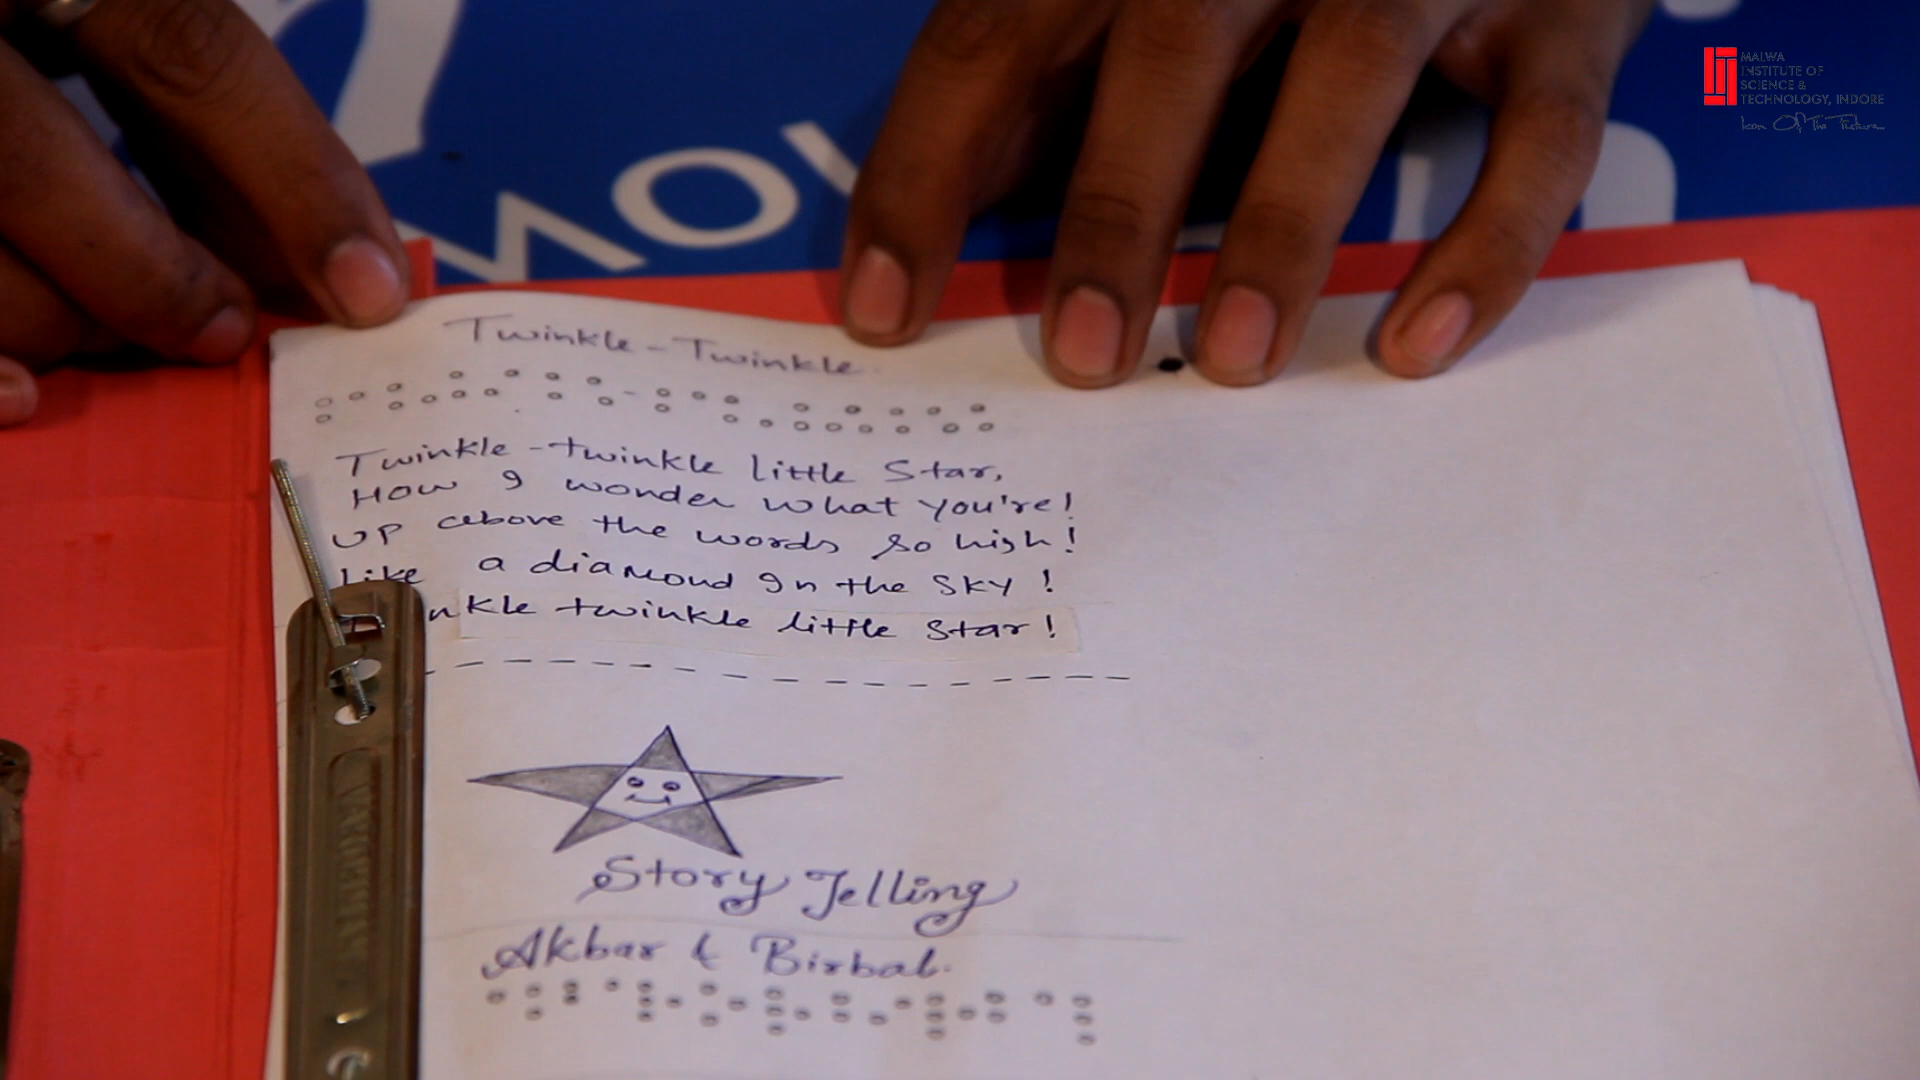 MALWA
INSTITUTE OF
SCIENCE &
TECHNOLOGY, INDORE
Icon Of The Future
Twinkle - Twinkle
Twinkle - twinkle little Star,
How I wonder what you're!
UP above the words so high!
Like a diamond In the SKY!
nkle twinkle little Star!
Story Telling
Akbar & Birbal.